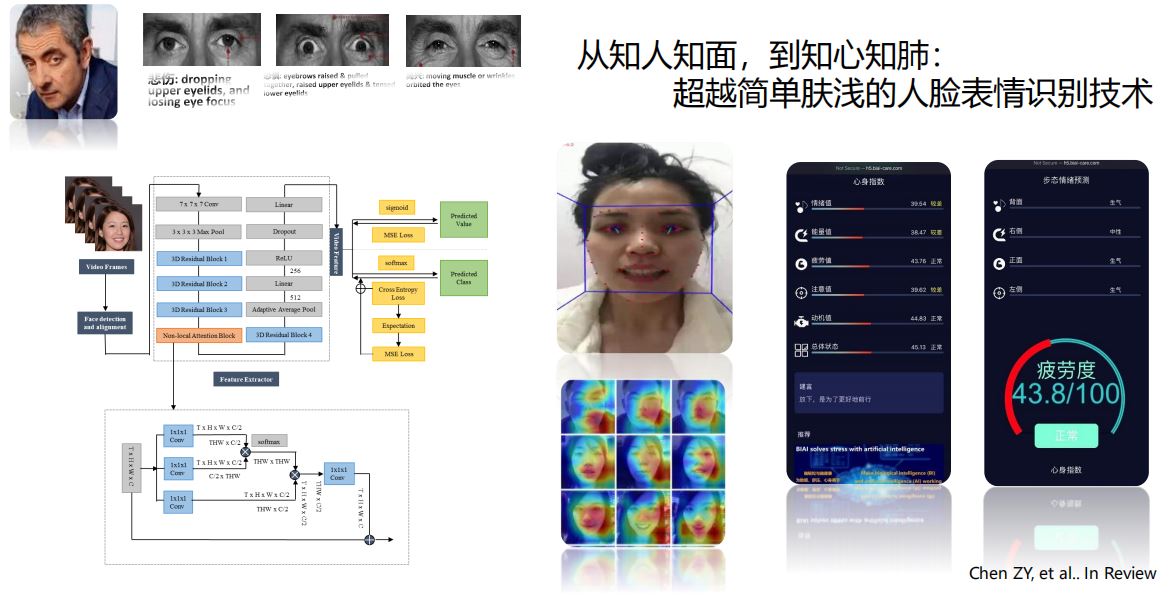 从知人知面，到知心知肺：
超越简单肤浅的人脸表情识别技术
悲伤: dropping
upper eyelids, and
losing eye focus
eyebrows raised & pulled
together, raised upper eyelids & tensed
lower eyelids
moving muscle or wrinkles
orbited the eyes
Video Frames
Face detection
and alignment
7 x 7 x 7 Conv
3 x 3 x 3 Max Pool
3D Residual Block 1
3D Residual Block 2
3D Residual Block 3
Non-local Attention Block
Linear
Dropout
ReLU
256
Linear
512
Adaptive Average Pool
3D Residual Block 4
Video Feature
sigmoid
MSE Loss
Predicted
Value
softmax
Cross Entropy
Loss
Predicted
Class
Expectation
MSE Loss
Feature Extractor
T x H x W x C
1x1x1
Conv
1x1x1
Conv
1x1x1
Conv
T x H x W x C/2
THW x C/2
T x H x W x C/2
C/2 x THW
T x H x W x C/2
THW x C/2
softmax
THW x THW
THW x C/2
T x H x W x C/2
1x1x1
Conv
T x H x W x C
Not Secure — h5.biai-care.com
心身指数
情绪值 39.54 较差
能量值 38.47 较差
疲劳值 43.76 正常
注意值 39.62 较差
动机值 44.83 正常
总体状态 45.13 正常
建言
放下，是为了更好地前行
推荐
BIAI solves stress with artificial intelligence
Not Secure — h5.biai-care.com
步态情绪预测
背面 生气
右侧 中性
正面 生气
左侧 生气
疲劳度
43.8/100
正常
心身指数
Chen ZY, et al.. In Review